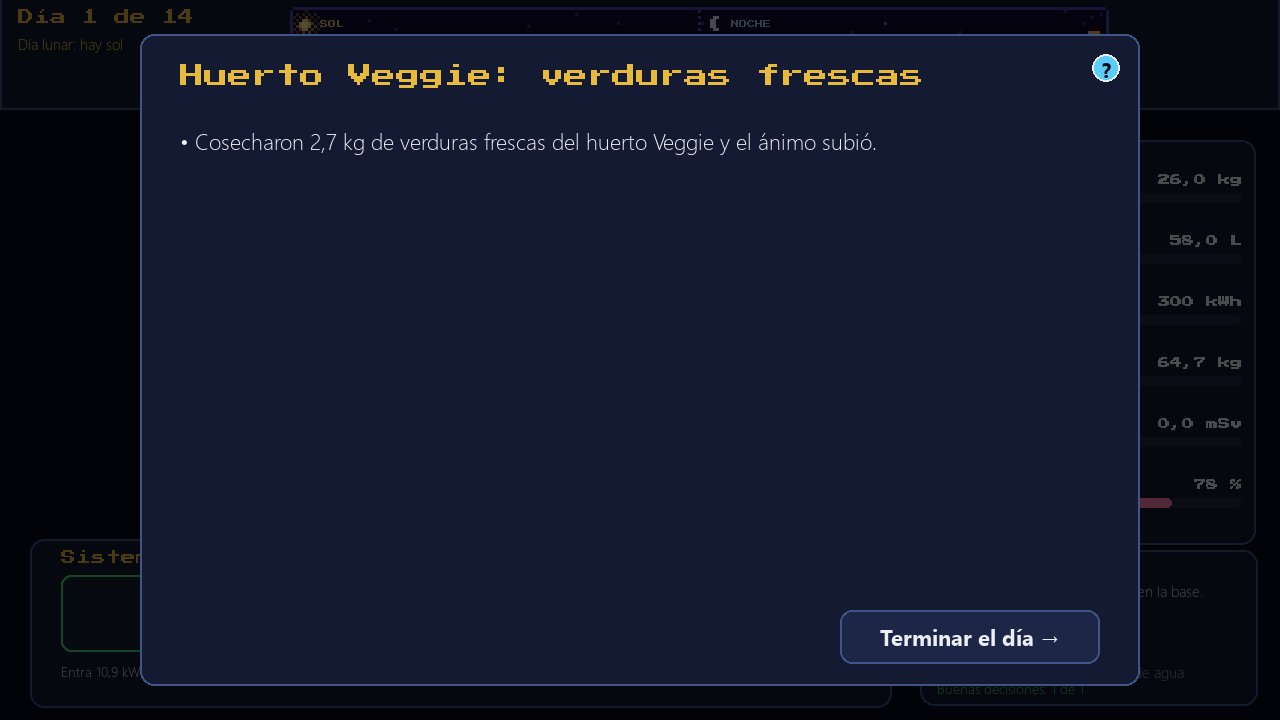 Día 1 de 14
Día lunar: hay sol
SOL
NOCHE
Huerto Veggie: verduras frescas
?
• Cosecharon 2,7 kg de verduras frescas del huerto Veggie y el ánimo subió.
26,0 kg
58,0 L
300 kWh
64,7 kg
0,0 mSv
78 %
Sistem
Entra 10,9 kW
en la base.
de agua
Buenas decisiones: 1 de 1
Terminar el día →